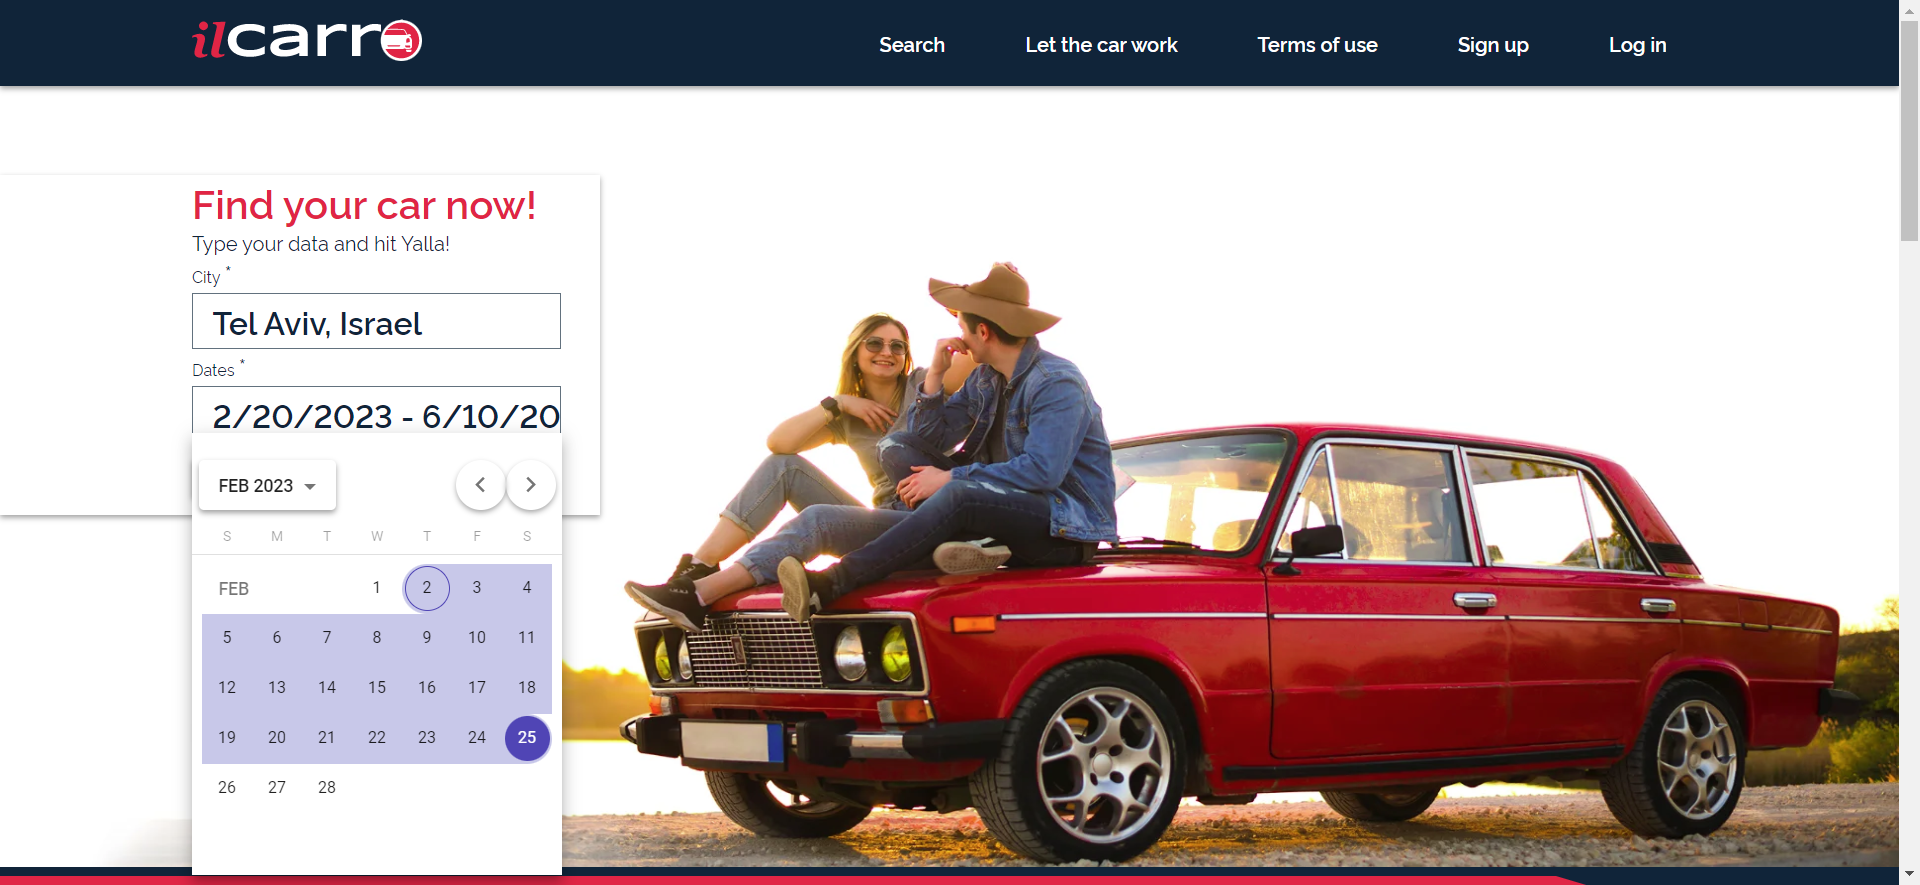 ilcarro
Search Let the car work Terms of use Sign up Log in
Find your car now!
Type your data and hit Yalla!
City *
Tel Aviv, Israel
Dates *
2/20/2023 - 6/10/20
FEB 2023
S M T W T F S
FEB 1 2 3 4
5 6 7 8 9 10 11
12 13 14 15 16 17 18
19 20 21 22 23 24 25
26 27 28